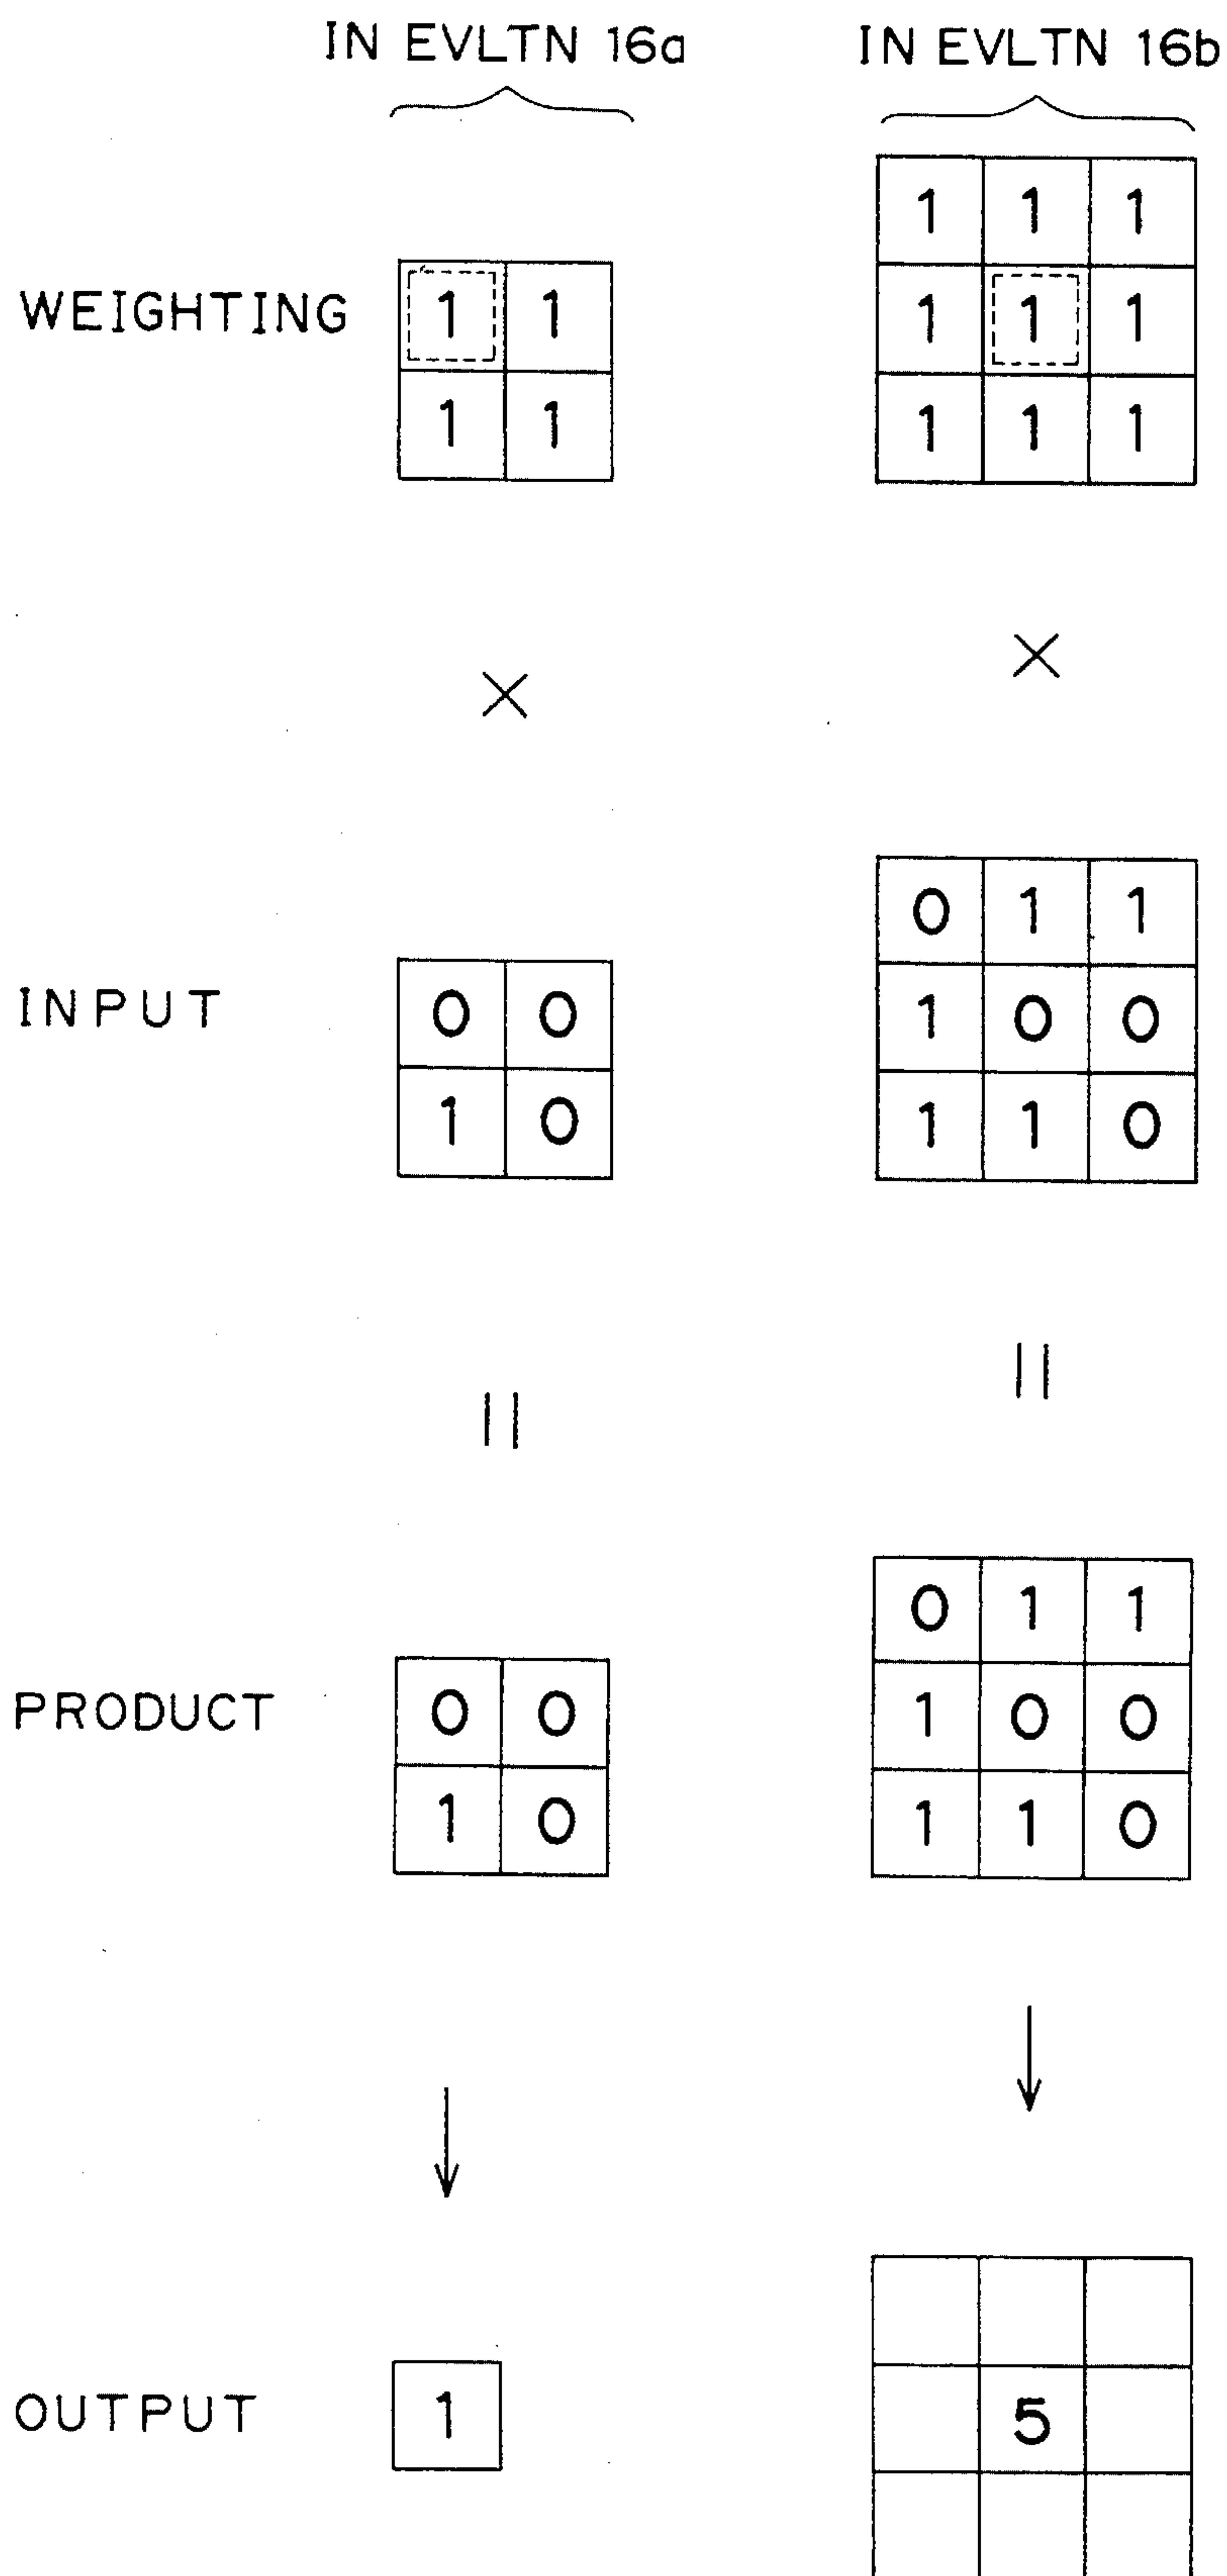 IN EVLTN 16a IN EVLTN 16b
1 1 1
WEIGHTING 1 1 1 1 1
1 1 1 1 1
× ×
0 1 1
INPUT 0 0 1 0 0
1 0 1 1 0
= =
0 1 1
PRODUCT 0 0 1 0 0
1 0 1 1 0
OUTPUT 1 5